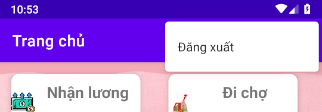 10:53
Trang chủ
Đăng xuất
Nhận lương
Đi chợ